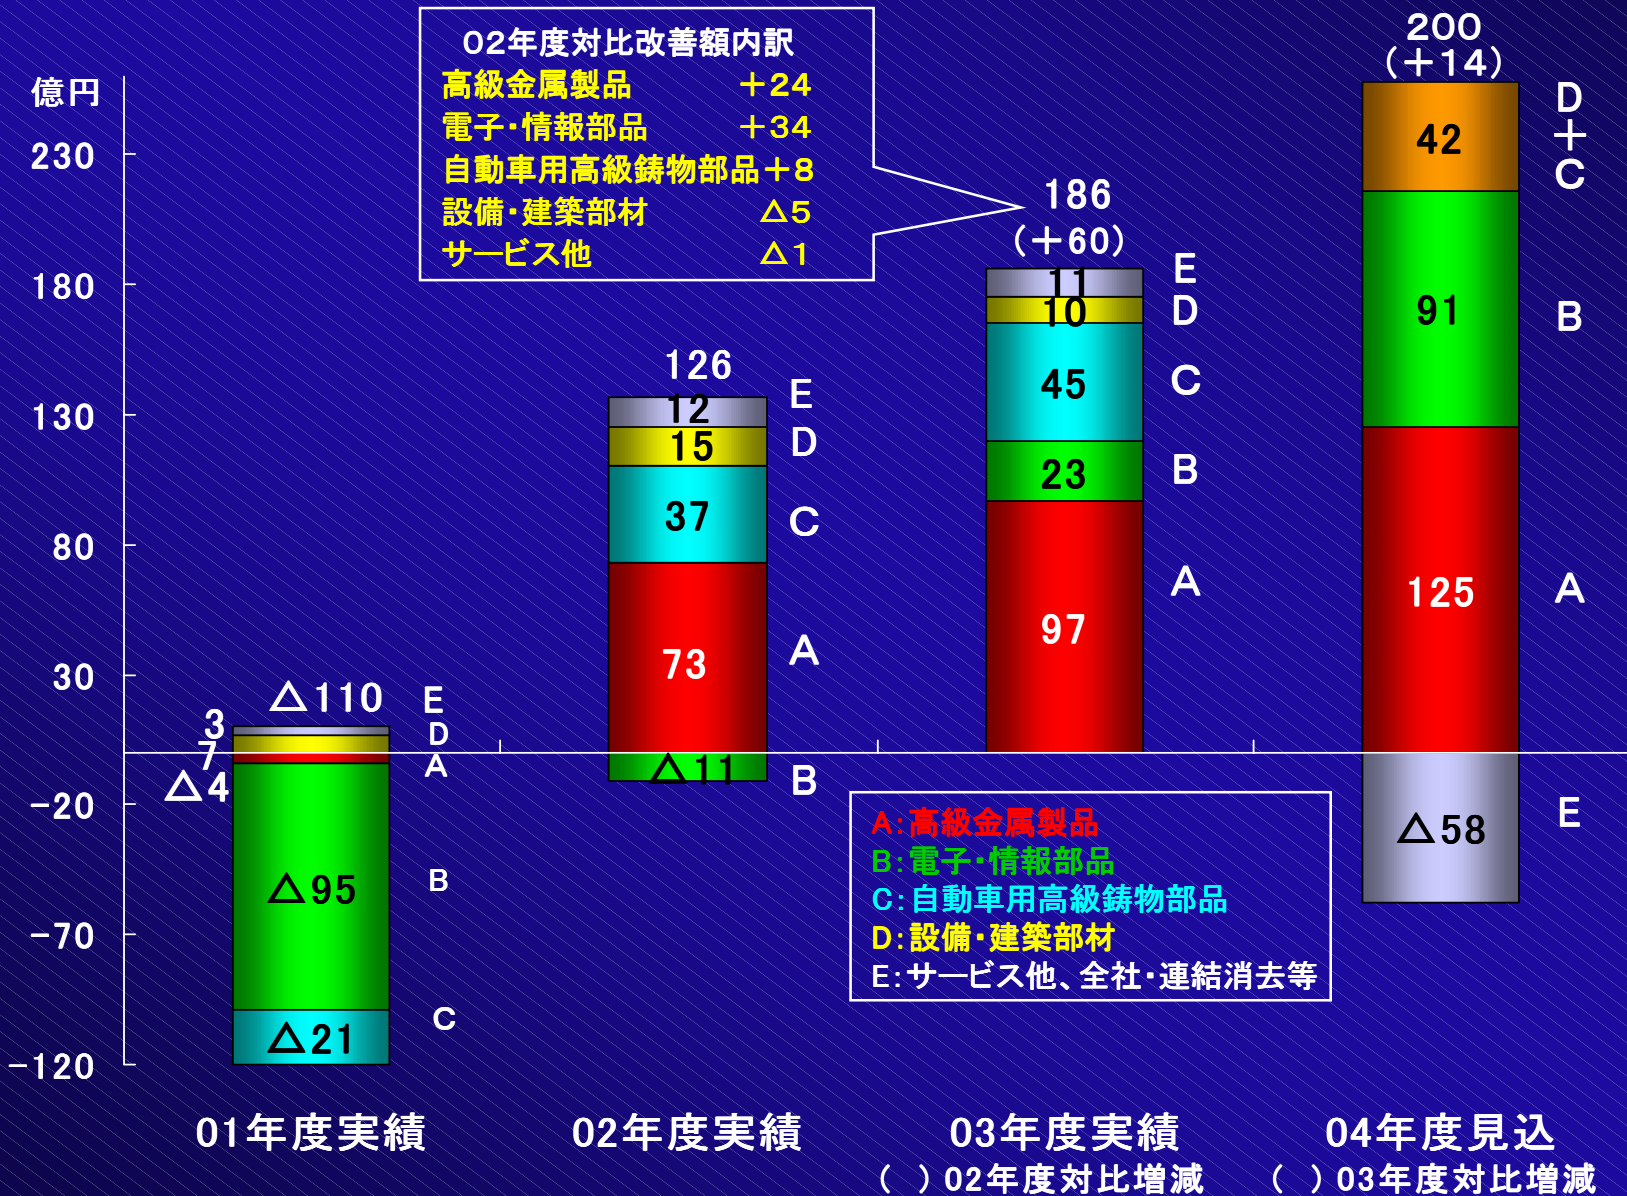 02年度対比改善額内訳
高級金属製品 +24
電子・情報部品 +34
自動車用高級鋳物部品+8
設備・建築部材 △5
サービス他 △1
億円
230
180
130
80
30
-20
-70
-120
△110
3
7
△4
△95
△21
E
D
A
B
C
126
12
15
37
73
△11
E
D
C
A
B
186
(+60)
11
10
45
23
97
E
D
C
B
A
200
(+14)
42
91
125
△58
D
+
C
B
A
E
A:高級金属製品
B:電子・情報部品
C:自動車用高級鋳物部品
D:設備・建築部材
E:サービス他、全社・連結消去等
01年度実績
02年度実績
03年度実績
( )02年度対比増減
04年度見込
( )03年度対比増減